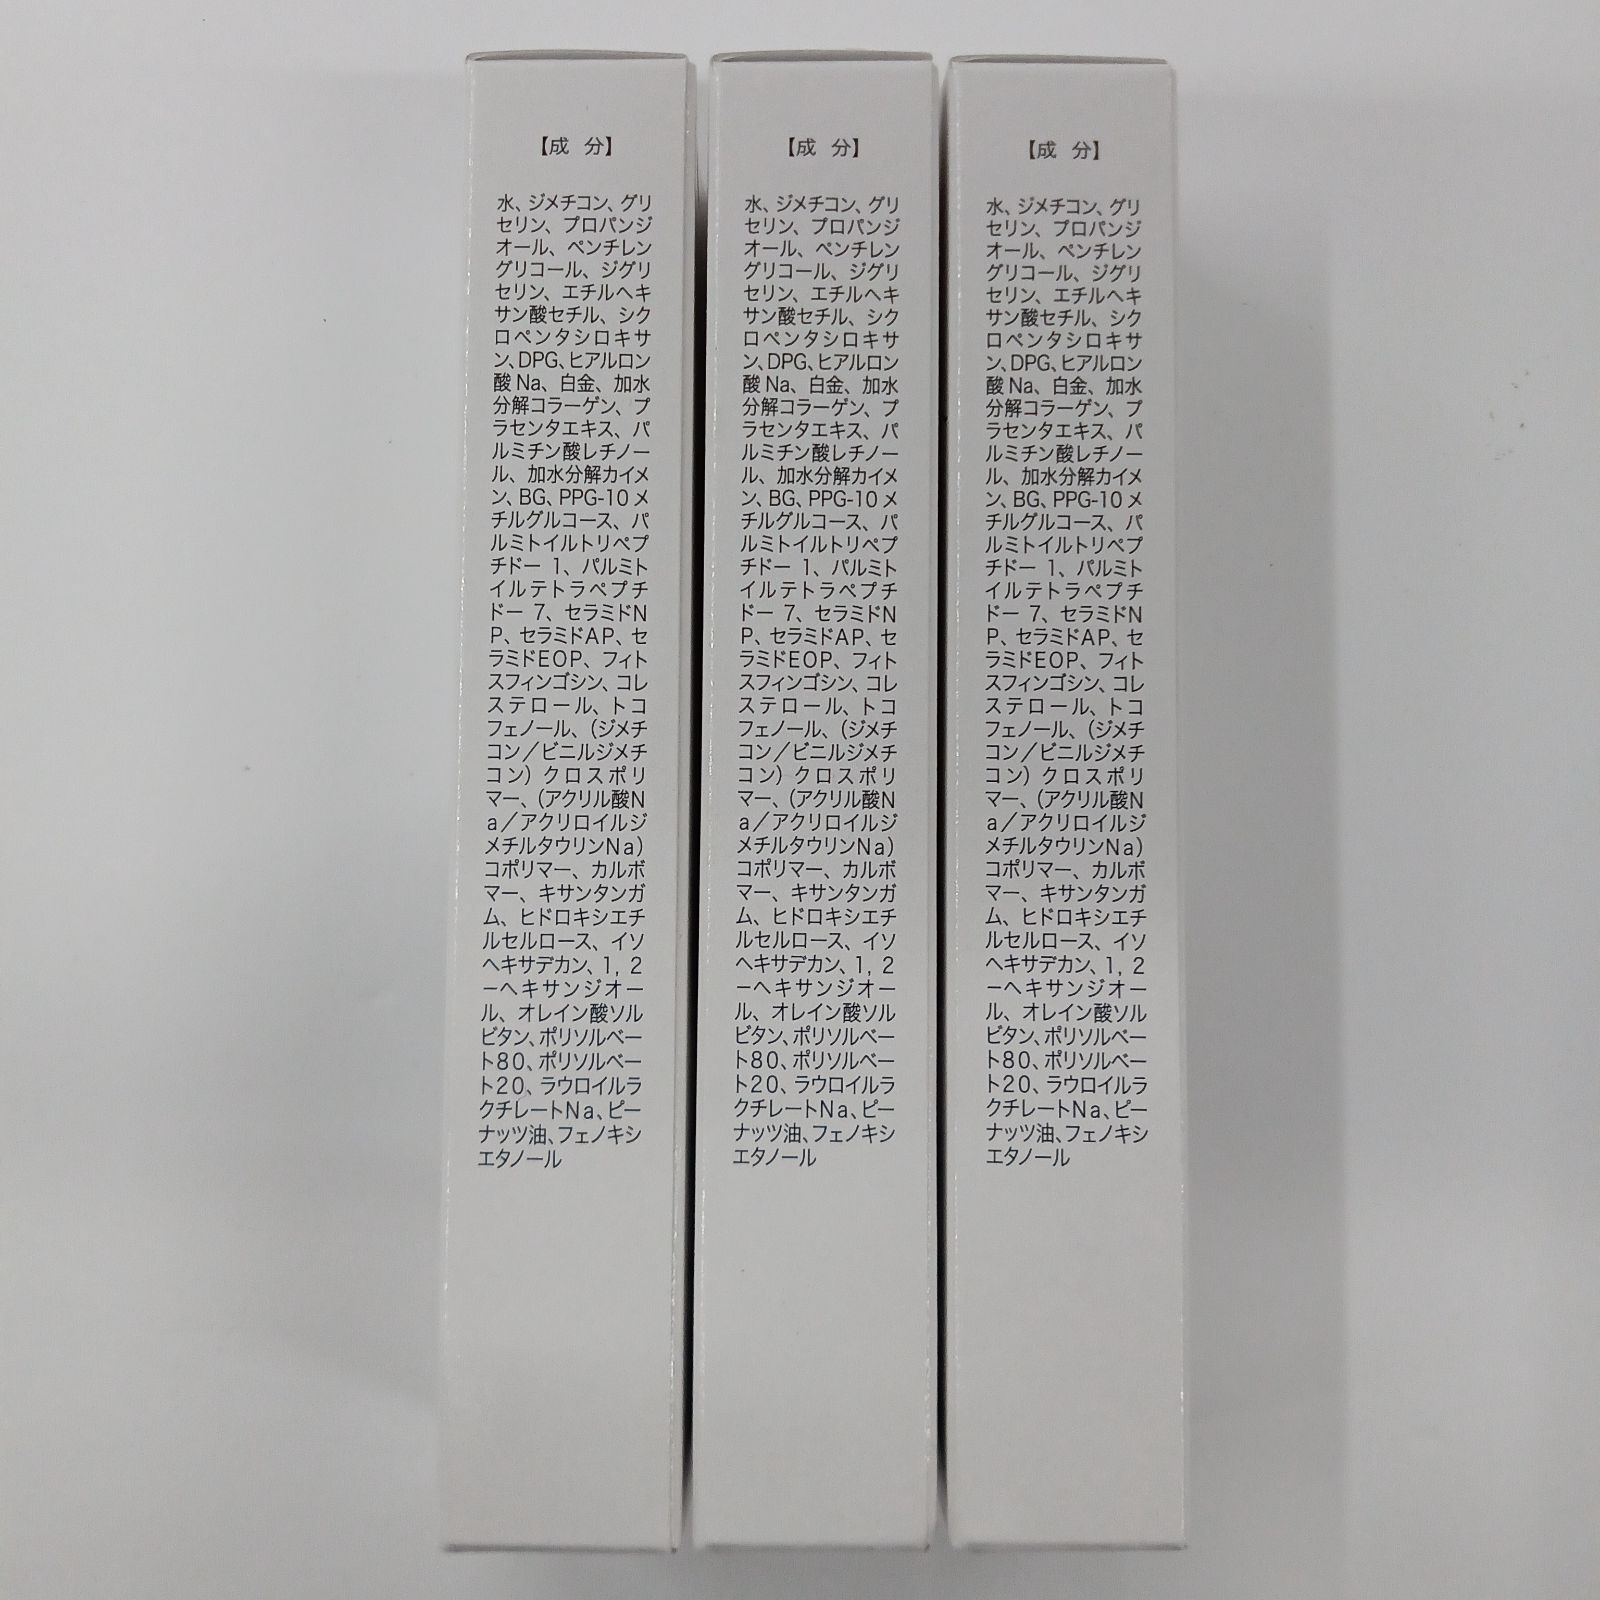 【成 分】
水、ジメチコン、グリ
セリン、プロパンジ
オール、ペンチレン
グリコール、ジグリ
セリン、エチルヘキ
サン酸セチル、シク
ロペンタシロキサ
ン、DPG、ヒアルロン
酸Na、白金、加水
分解コラーゲン、プ
ラセンタエキス、パ
ルミチン酸レチノー
ル、加水分解カイメ
ン、BG、PPG-10メ
チルグルコース、パ
ルミトイルトリペプ
チドー 1、パルミト
イルテトラペプチ
ドー 7、セラミドN
P、セラミドAP、セ
ラミドEOP、フィト
スフィンゴシン、コレ
ステロール、トコ
フェノール、(ジメチ
コン/ビニルジメチ
コン)クロスポリ
マー、(アクリル酸N
a/アクリロイルジ
メチルタウリンNa)
コポリマー、カルボ
マー、キサンタンガ
ム、ヒドロキシエチ
ルセルロース、イソ
ヘキサデカン、1, 2
ーヘキサンジオー
ル、オレイン酸ソル
ビタン、ポリソルベー
ト80、ポリソルベー
ト20、ラウロイルラ
クチレートNa、ピー
ナッツ油、フェノキシ
エタノール
【成 分】
水、ジメチコン、グリ
セリン、プロパンジ
オール、ペンチレン
グリコール、ジグリ
セリン、エチルヘキ
サン酸セチル、シク
ロペンタシロキサ
ン、DPG、ヒアルロン
酸Na、白金、加水
分解コラーゲン、プ
ラセンタエキス、パ
ルミチン酸レチノー
ル、加水分解カイメ
ン、BG、PPG-10メ
チルグルコース、パ
ルミトイルトリペプ
チドー 1、パルミト
イルテトラペプチ
ドー 7、セラミドN
P、セラミドAP、セ
ラミドEOP、フィト
スフィンゴシン、コレ
ステロール、トコ
フェノール、(ジメチ
コン/ビニルジメチ
コン)クロスポリ
マー、(アクリル酸N
a/アクリロイルジ
メチルタウリンNa)
コポリマー、カルボ
マー、キサンタンガ
ム、ヒドロキシエチ
ルセルロース、イソ
ヘキサデカン、1, 2
ーヘキサンジオー
ル、オレイン酸ソル
ビタン、ポリソルベー
ト80、ポリソルベー
ト20、ラウロイルラ
クチレートNa、ピー
ナッツ油、フェノキシ
エタノール
【成 分】
水、ジメチコン、グリ
セリン、プロパンジ
オール、ペンチレン
グリコール、ジグリ
セリン、エチルヘキ
サン酸セチル、シク
ロペンタシロキサ
ン、DPG、ヒアルロン
酸Na、白金、加水
分解コラーゲン、プ
ラセンタエキス、パ
ルミチン酸レチノー
ル、加水分解カイメ
ン、BG、PPG-10メ
チルグルコース、パ
ルミトイルトリペプ
チドー 1、パルミト
イルテトラペプチ
ドー 7、セラミドN
P、セラミドAP、セ
ラミドEOP、フィト
スフィンゴシン、コレ
ステロール、トコ
フェノール、(ジメチ
コン/ビニルジメチ
コン)クロスポリ
マー、(アクリル酸N
a/アクリロイルジ
メチルタウリンNa)
コポリマー、カルボ
マー、キサンタンガ
ム、ヒドロキシエチ
ルセルロース、イソ
ヘキサデカン、1, 2
ーヘキサンジオー
ル、オレイン酸ソル
ビタン、ポリソルベー
ト80、ポリソルベー
ト20、ラウロイルラ
クチレートNa、ピー
ナッツ油、フェノキシ
エタノール